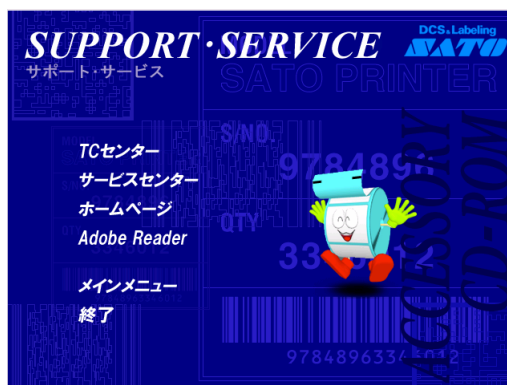 SUPPORT・SERVICE
サポート・サービス
DCS & Labeling
SATO
SATO PRINTER
S/NO.
QTY
TCセンター
サービスセンター
ホームページ
Adobe Reader
メインメニュー
終了
ACCESSORY
CD-ROM